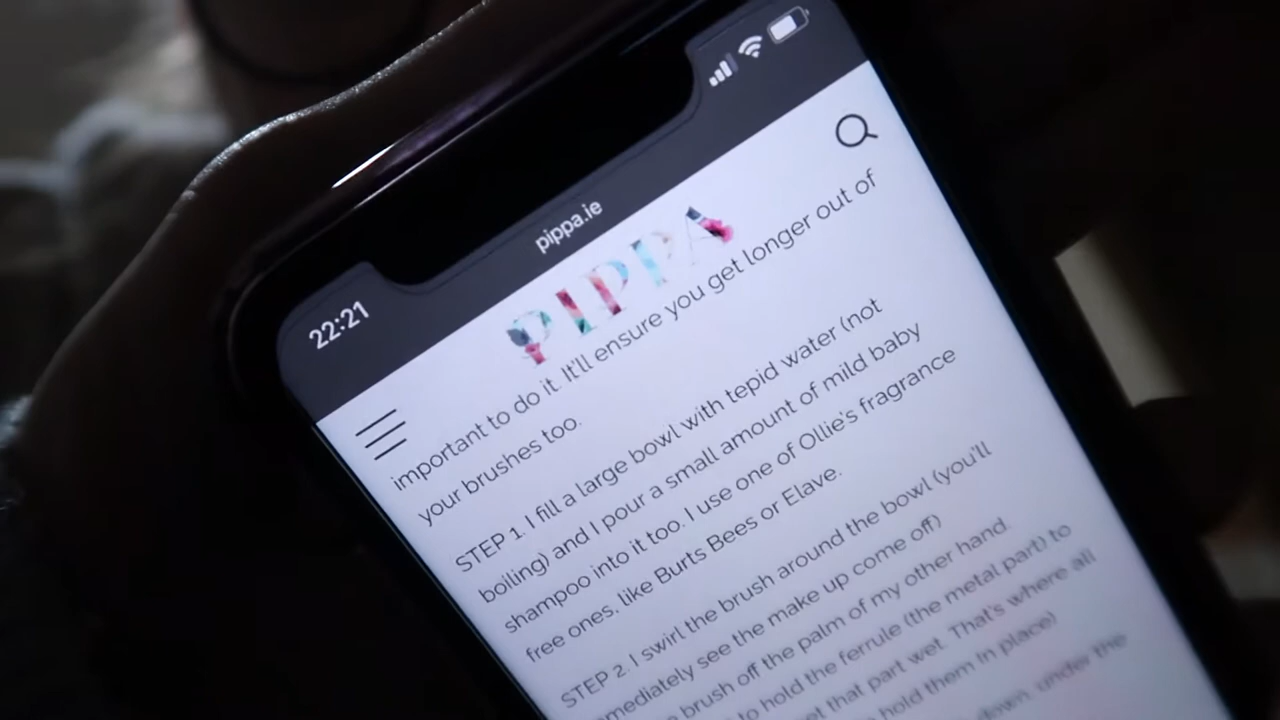 22:21
pippa.ie
PIPPA
important to do it. It'll ensure you get longer out of
your brushes too.
STEP 1. I fill a large bowl with tepid water (not
boiling) and I pour a small amount of mild baby
shampoo into it too. I use one of Ollie's fragrance
free ones, like Burts Bees or Elave.
STEP 2. I swirl the brush around the bowl (you'll
mediately see the make up come off)
brush off the palm of my other hand.
to hold the ferrule (the metal part) to
et that part wet. That's where all
hold them in place)
down, under the